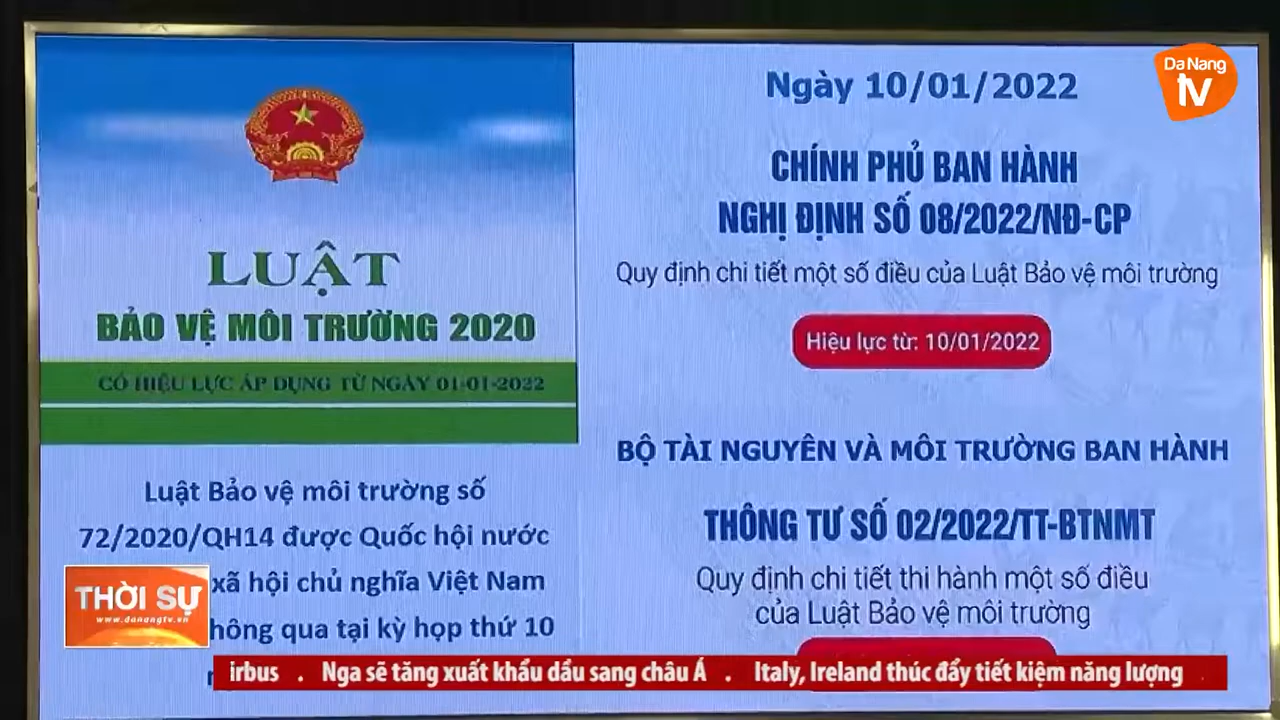 Da Nang
tv
LUẬT
BẢO VỆ MÔI TRƯỜNG 2020
CÓ HIỆU LỰC ÁP DỤNG TỪ NGÀY 01-01-2022
Luật Bảo vệ môi trường số
72/2020/QH14 được Quốc hội nước
xã hội chủ nghĩa Việt Nam
hông qua tại kỳ họp thứ 10
Ngày 10/01/2022
CHÍNH PHỦ BAN HÀNH
NGHỊ ĐỊNH SỐ 08/2022/NĐ-CP
Quy định chi tiết một số điều của Luật Bảo vệ môi trường
Hiệu lực từ: 10/01/2022
BỘ TÀI NGUYÊN VÀ MÔI TRƯỜNG BAN HÀNH
THÔNG TƯ SỐ 02/2022/TT-BTNMT
Quy định chi tiết thi hành một số điều
của Luật Bảo vệ môi trường
THỜI SỰ
www.danangtv.vn
irbus . Nga sẽ tăng xuất khẩu dầu sang châu Á . Italy, Ireland thúc đẩy tiết kiệm năng lượng